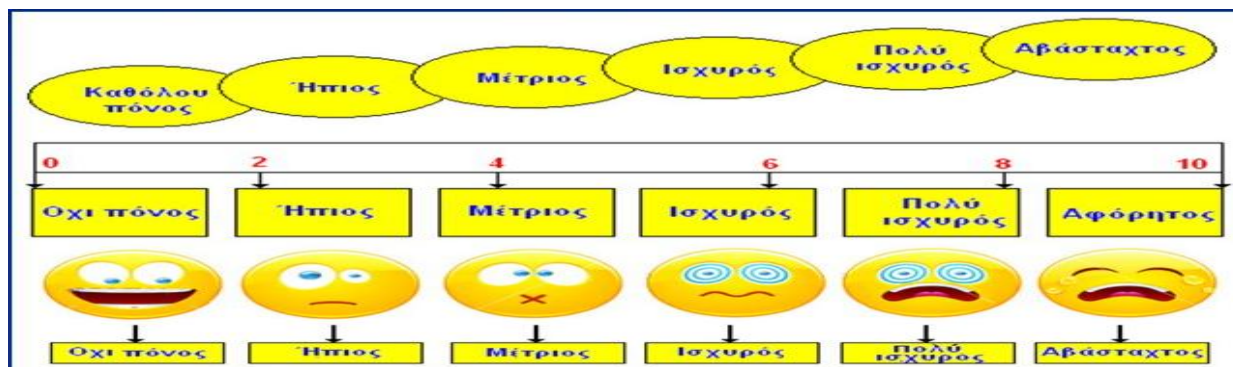 Καθόλου
πόνος
Ήπιος
Μέτριος
Ισχυρός
Πολύ
ισχυρός
Αβάσταχτος
0 2 4 6 8 10
Οχι πόνος
Ήπιος
Μέτριος
Ισχυρός
Πολύ
ισχυρός
Αφόρητος
Οχι πόνος
Ήπιος
Μέτριος
Ισχυρός
Πολύ
ισχυρός
Αβάσταχτος